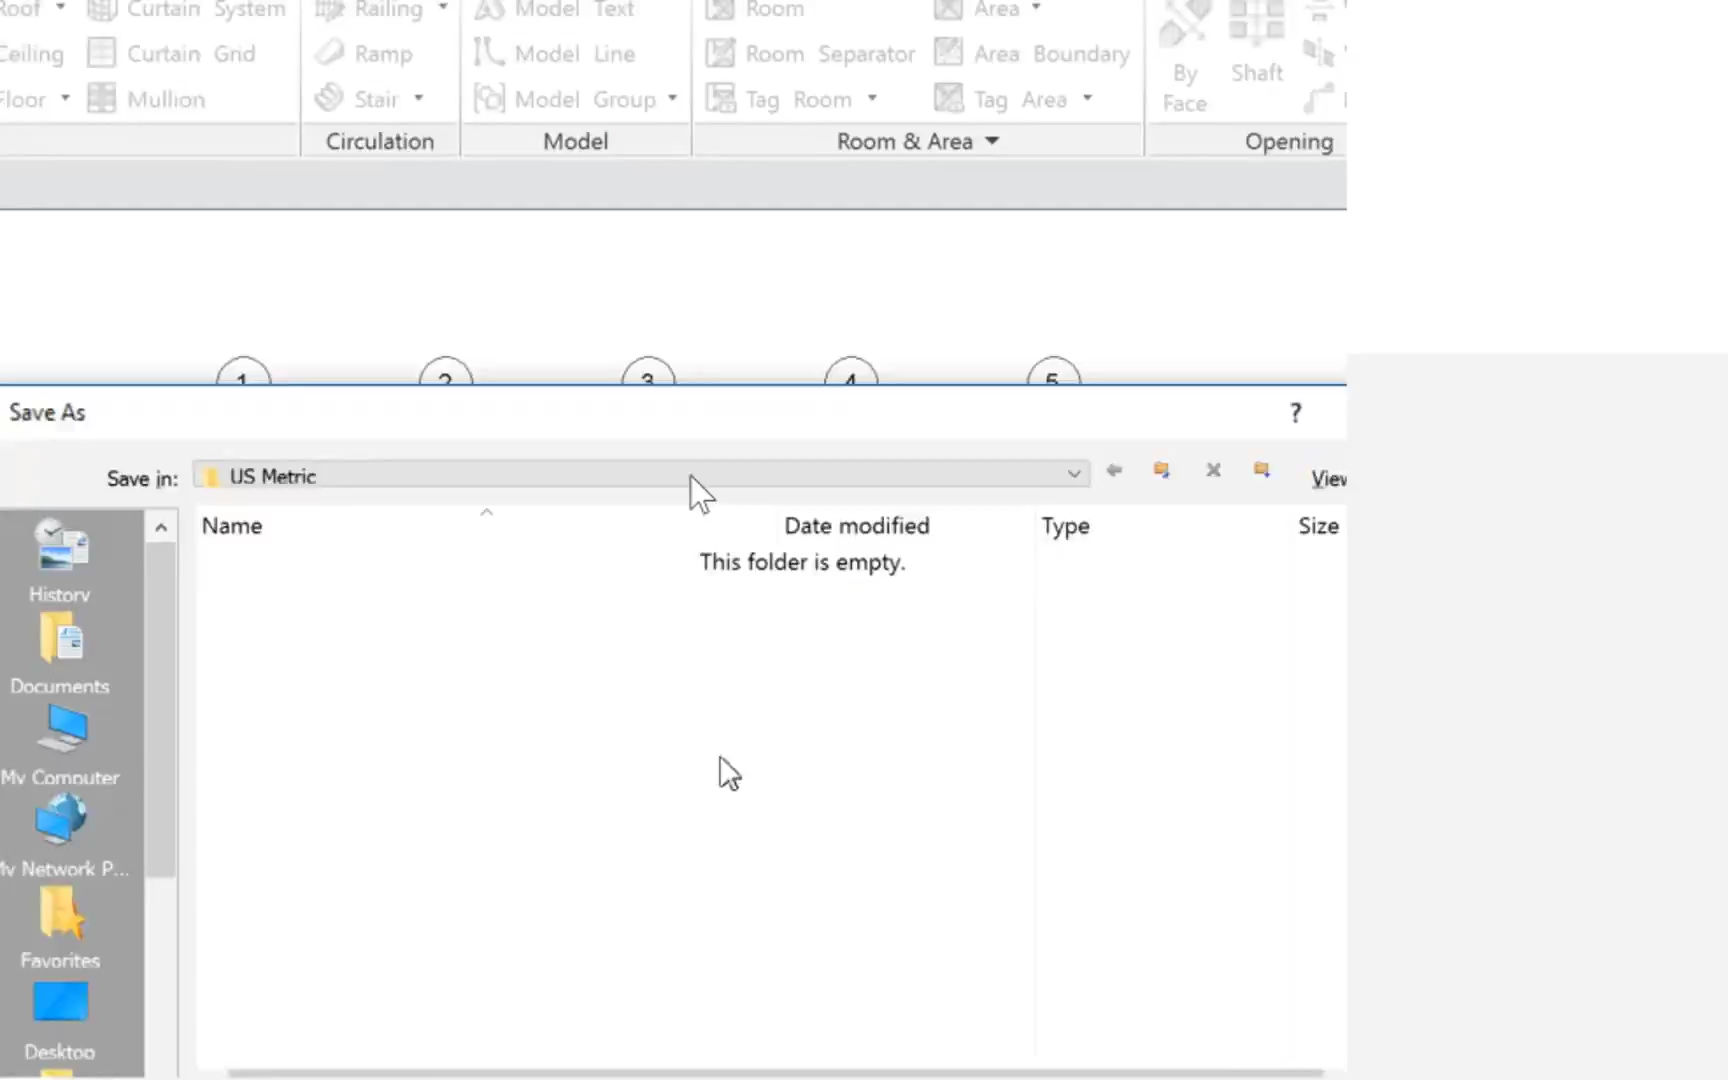 Roof Curtain System Railing Model Text Room Area
Ceiling Curtain Grid Ramp Model Line Room Separator Area Boundary By Shaft
Floor Mullion Stair Model Group Tag Room Tag Area Face
Circulation Model Room & Area Opening
1 2 3 4 5
Save As ?
Save in: US Metric View
Name Date modified Type Size
This folder is empty.
History
Documents
My Computer
My Network P...
Favorites
Desktop